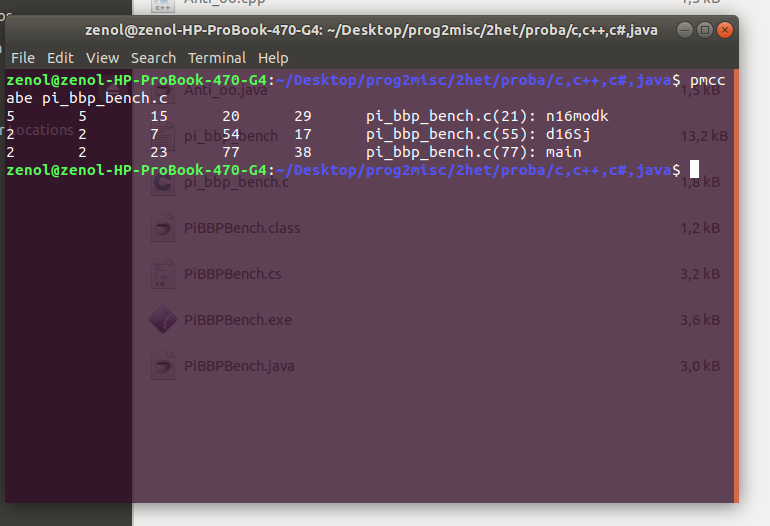 Anti_oo.cpp
1,5 kB
zenol@zenol-HP-ProBook-470-G4: ~/Desktop/prog2misc/2het/proba/c,c++,c#,java
File Edit View Search Terminal Help
zenol@zenol-HP-ProBook-470-G4:~/Desktop/prog2misc/2het/proba/c,c++,c#,java$ pmcc
abe pi_bbp_bench.c
5 5 15 20 29 pi_bbp_bench.c(21): n16modk
2 2 7 54 17 pi_bbp_bench.c(55): d16Sj
2 2 23 77 38 pi_bbp_bench.c(77): main
zenol@zenol-HP-ProBook-470-G4:~/Desktop/prog2misc/2het/proba/c,c++,c#,java$
Anti_oo.java 1,5 kB
Locations
pi_bbp_bench 13,2 kB
pi_bbp_bench.c 1,8 kB
PiBBPBench.class 1,2 kB
PiBBPBench.cs 3,2 kB
PiBBPBench.exe 3,6 kB
PiBBPBench.java 3,0 kB